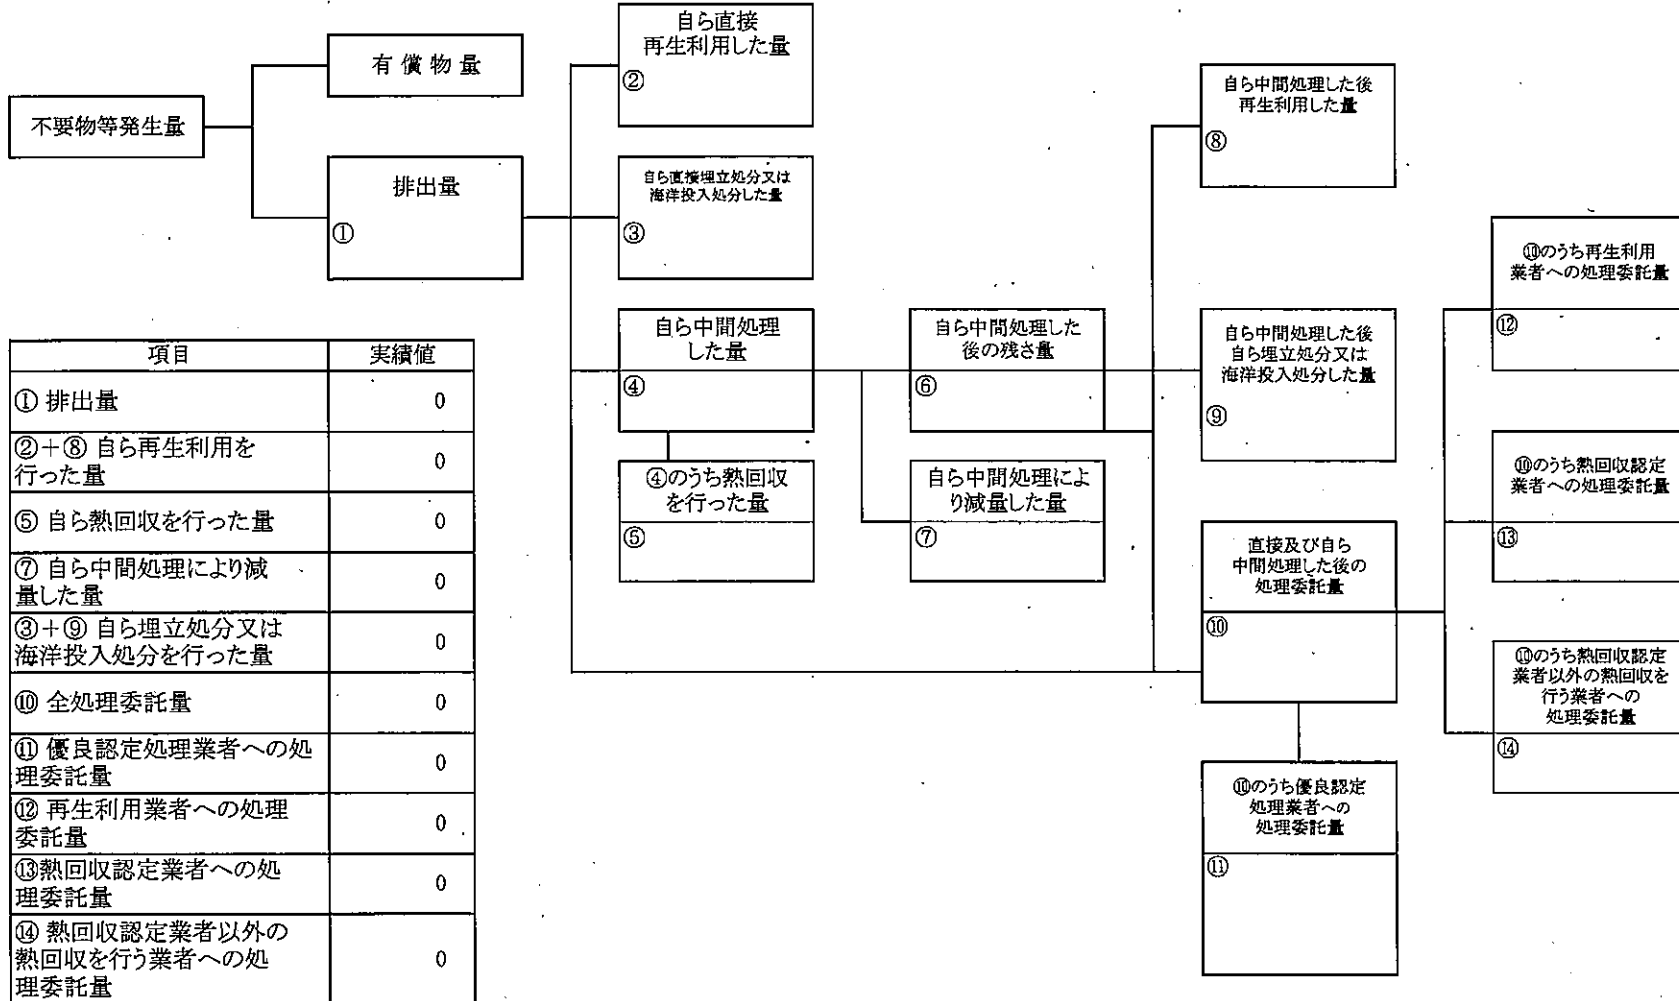 不要物等発生量
有償物量
排出量
①
自ら直接
再生利用した量
②
自ら直接埋立処分又は
海洋投入処分した量
③
自ら中間処理
した量
④
④のうち熱回収
を行った量
⑤
自ら中間処理した
後の残さ量
⑥
自ら中間処理によ
り減量した量
⑦
自ら中間処理した後
再生利用した量
⑧
自ら中間処理した後
自ら埋立処分又は
海洋投入処分した量
⑨
直接及び自ら
中間処理した後の
処理委託量
⑩
⑩のうち優良認定
処理業者への
処理委託量
⑪
⑩のうち再生利用
業者への処理委託量
⑫
⑩のうち熱回収認定
業者への処理委託量
⑬
⑩のうち熱回収認定
業者以外の熱回収を
行う業者への
処理委託量
⑭
項目 実績値
① 排出量 0
②+⑧ 自ら再生利用を
行った量 0
⑤ 自ら熱回収を行った量 0
⑦ 自ら中間処理により減
量した量 0
③+⑨ 自ら埋立処分又は
海洋投入処分を行った量 0
⑩ 全処理委託量 0
⑪ 優良認定処理業者への処
理委託量 0
⑫ 再生利用業者への処理
委託量 0
⑬熱回収認定業者への処
理委託量 0
⑭ 熱回収認定業者以外の
熱回収を行う業者への処
理委託量 0